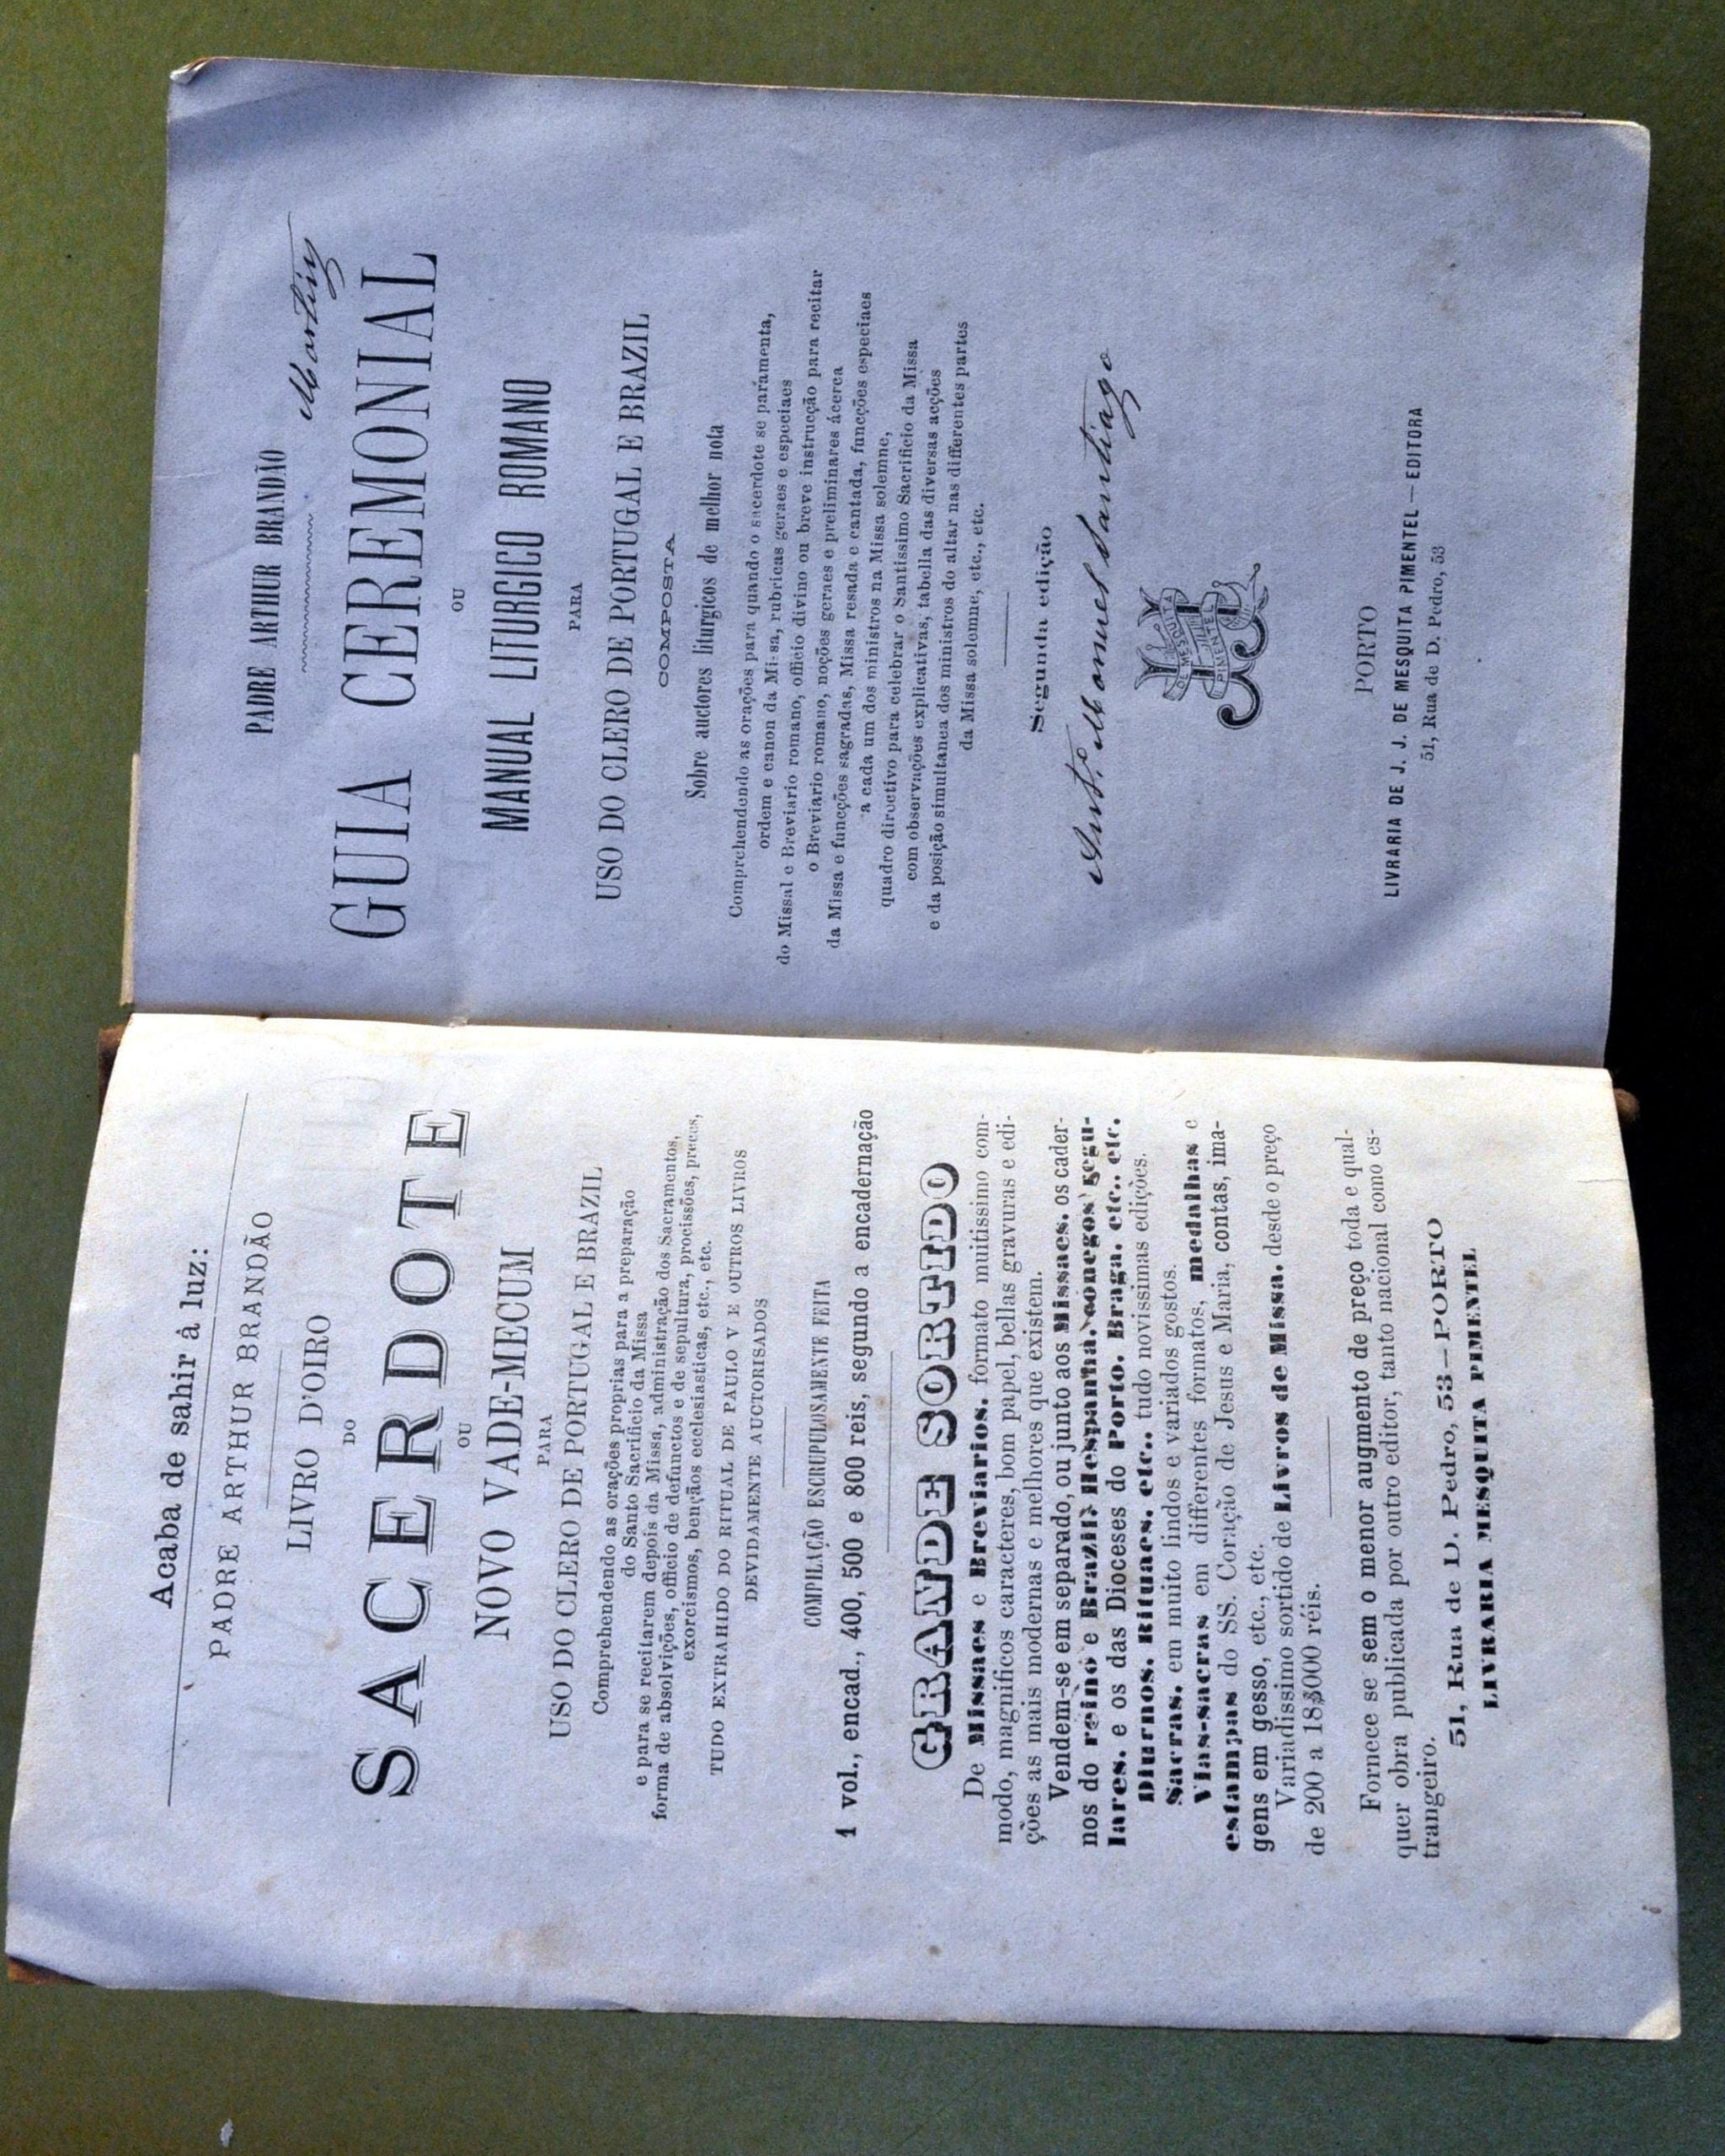 Acaba de sahir á luz:
PADRE ARTHUR BRANDÃO
LIVRO D'OIRO
DO
SACERDOTE
OU
NOVO VADE-MECUM
PARA
USO DO CLERO DE PORTUGAL E BRAZIL
Comprehendendo as orações proprias para a preparação
do Santo Sacrificio da Missa
e para se recitarem depois da Missa, administração dos Sacramentos,
forma de absolvições, officio de defunctos e de sepultura, procissões, preces,
exorcismos, bençãos ecclesiasticas, etc., etc.
TUDO EXTRAHIDO DO RITUAL DE PAULO V E OUTROS LIVROS
DEVIDAMENTE AUCTORISADOS
COMPILAÇÃO ESCRUPULOSAMENTE FEITA
1 vol., encad., 400, 500 e 800 reis, segundo a encadernação
GRANDE SORTIDO
De Missaes e Breviarios, formato muitissimo com-
modo, magnificos caracteres, bom papel, bellas gravuras e edi-
ções as mais modernas e melhores que existem.
Vendem-se em separado, ou junto aos Missaes, os cader-
nos do reino e Brazil, Hespanha, conegos regu-
lares, e os das Dioceses do Porto, Braga, etc., etc.
Diurnos, Rituaes, etc., tudo novissimas edições.
Sacras, em muito lindos e variados gostos.
Vias-sacras em differentes formatos, medalhas e
estampas do SS. Coração de Jesus e Maria, contas, ima-
gens em gesso, etc., etc.
Variadissimo sortido de Livros de Missa, desde o preço
de 200 a 18$000 réis.
Fornece se sem o menor augmento de preço toda e qual-
quer obra publicada por outro editor, tanto nacional como es-
trangeiro.
51, Rua de D. Pedro, 53—PORTO
LIVRARIA MESQUITA PIMENTEL
PADRE ARTHUR BRANDÃO
Martins
GUIA CEREMONIAL
OU
MANUAL LITURGICO ROMANO
PARA
USO DO CLERO DE PORTUGAL E BRAZIL
COMPOSTA
Sobre auctores liturgicos de melhor nota
Comprehendendo as orações para quando o sacerdote se paramenta,
ordem e canon da Missa, rubricas geraes e especiaes
do Missal e Breviario romano, officio divino ou breve instrucção para recitar
o Breviario romano, noções geraes e preliminares ácerca
da Missa e funcções sagradas, Missa resada e cantada, funcções especiaes
a cada um dos ministros na Missa solemne,
quadro directivo para celebrar o Santissimo Sacrificio da Missa
com observações explicativas, tabella das diversas acções
e da posição simultanea dos ministros do altar nas differentes partes
da Missa solemne, etc., etc.
Segunda edição
Antº Manuel Santiago
DE MESQUITA
PIMENTEL
PORTO
LIVRARIA DE J. J. DE MESQUITA PIMENTEL—EDITORA
51, Rua de D. Pedro, 53